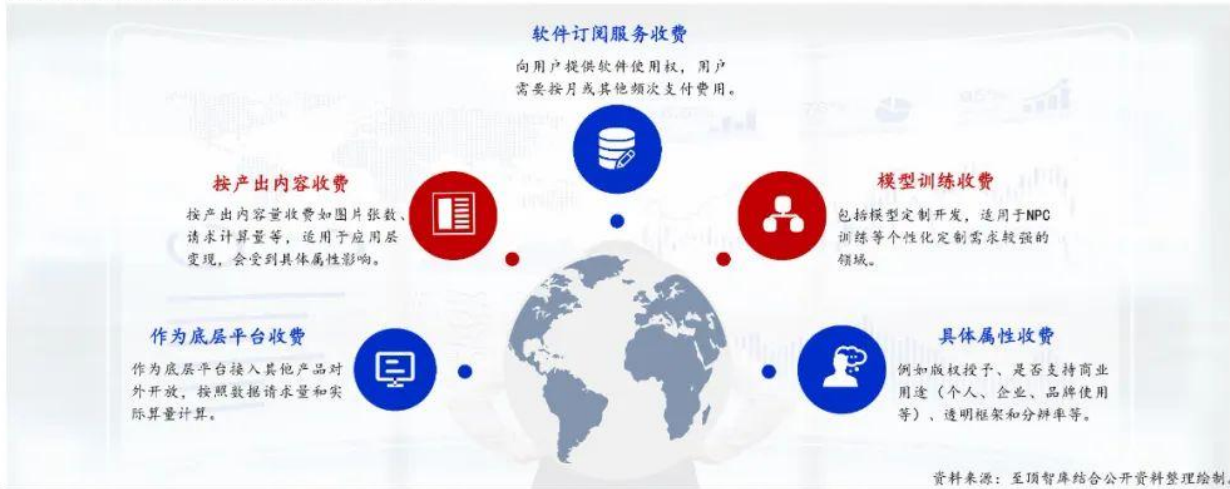 软件订阅服务收费
向用户提供软件使用权，用户
需要按月或其他频次支付费用。
按产出内容收费
按产出内容量收费如图片张数、
请求计算量等，适用于应用层
变现，会受到具体属性影响。
模型训练收费
包括模型定制开发，适用于NPC
训练等个性化定制需求较强的
领域。
作为底层平台收费
作为底层平台接入其他产品对
外开放，按照数据请求量和实
际算量计算。
具体属性收费
例如版权授予、是否支持商业
用途（个人、企业、品牌使用
等）、透明框架和分辨率等。
资料来源：至顶智库结合公开资料整理绘制。